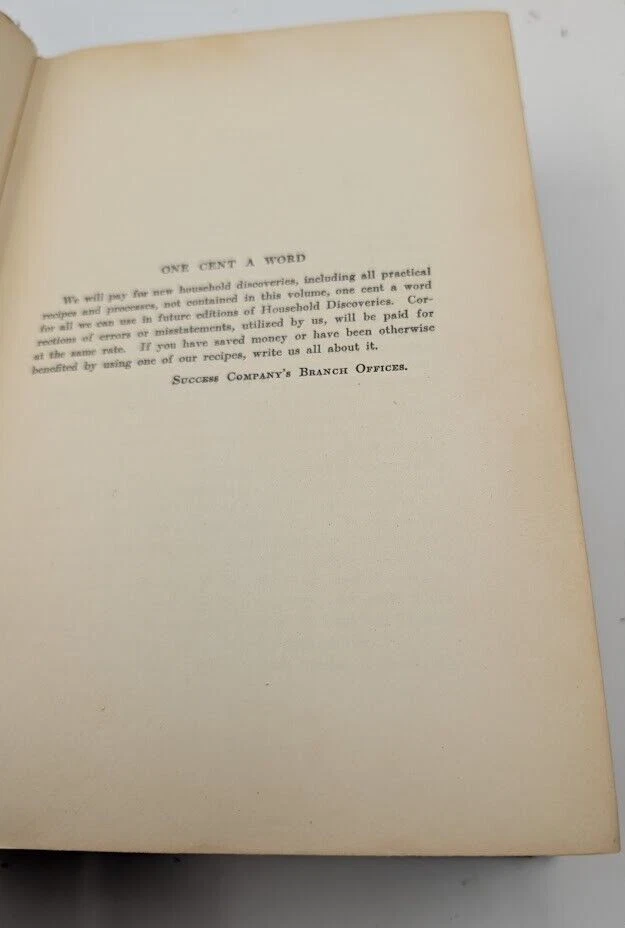 ONE CENT A WORD
We will pay for new household discoveries, including all practical
recipes and processes, not contained in this volume, one cent a word
for all we can use in future editions of Household Discoveries. Cor-
rections of errors or misstatements, utilized by us, will be paid for
at the same rate. If you have saved money or have been otherwise
benefited by using one of our recipes, write us all about it.
SUCCESS COMPANY'S BRANCH OFFICES.